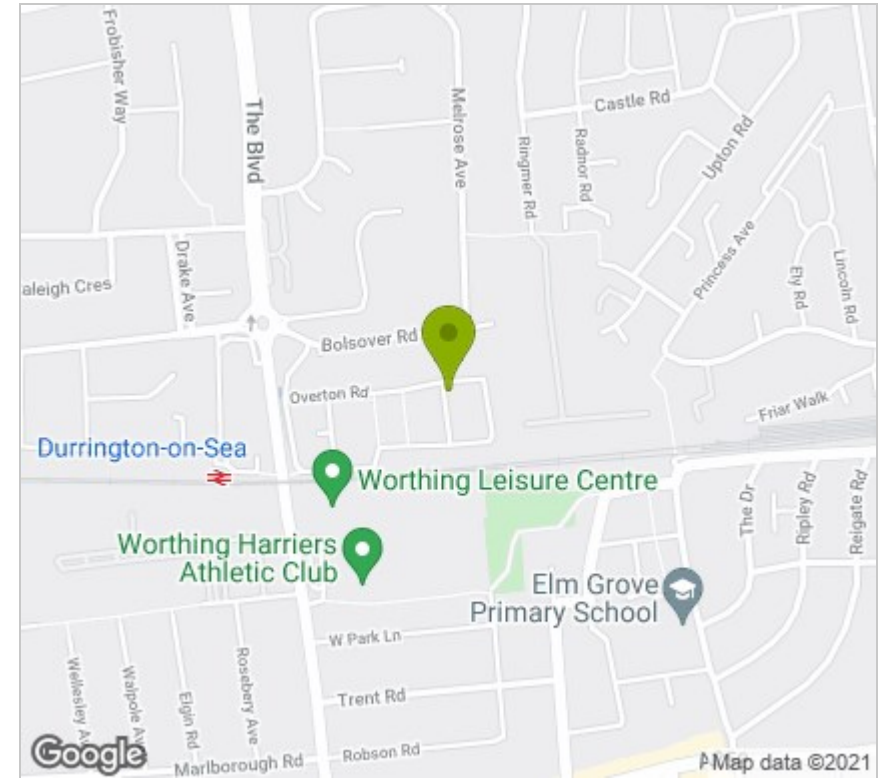 Frobisher Way
The Blvd
Melrose Ave
Castle Rd
Ringmer Rd
Radnor Rd
Upton Rd
Princess Ave
Drake Ave
aleigh Cres
Ely Rd
Lincoln Rd
Bolsover Rd
Overton Rd
Friar Walk
Durrington-on-Sea
Worthing Leisure Centre
The Dr
Ripley Rd
Reigate Rd
Worthing Harriers
Athletic Club
Elm Grove
Primary School
W Park Ln
Wellesley Av
Walpole Av
Elgin Rd
Rosebery Ave
Trent Rd
Robson Rd
Marlborough Rd
Google
Map data ©2021